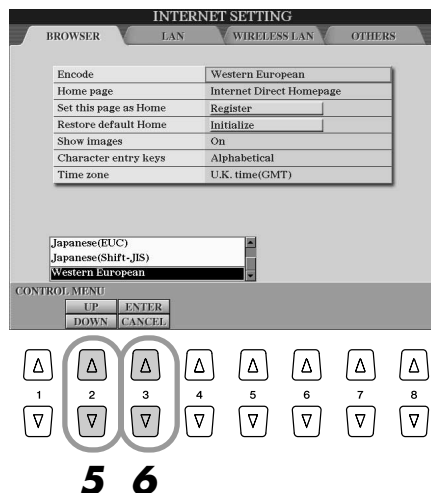 INTERNET SETTING
BROWSER LAN WIRELESS LAN OTHERS
Encode Western European
Home page Internet Direct Homepage
Set this page as Home Register
Restore default Home Initialize
Show images On
Character entry keys Alphabetical
Time zone U.K. time(GMT)
Japanese(EUC)
Japanese(Shift-JIS)
Western European
CONTROL MENU
UP ENTER
DOWN CANCEL
1 2 3 4 5 6 7 8
5 6